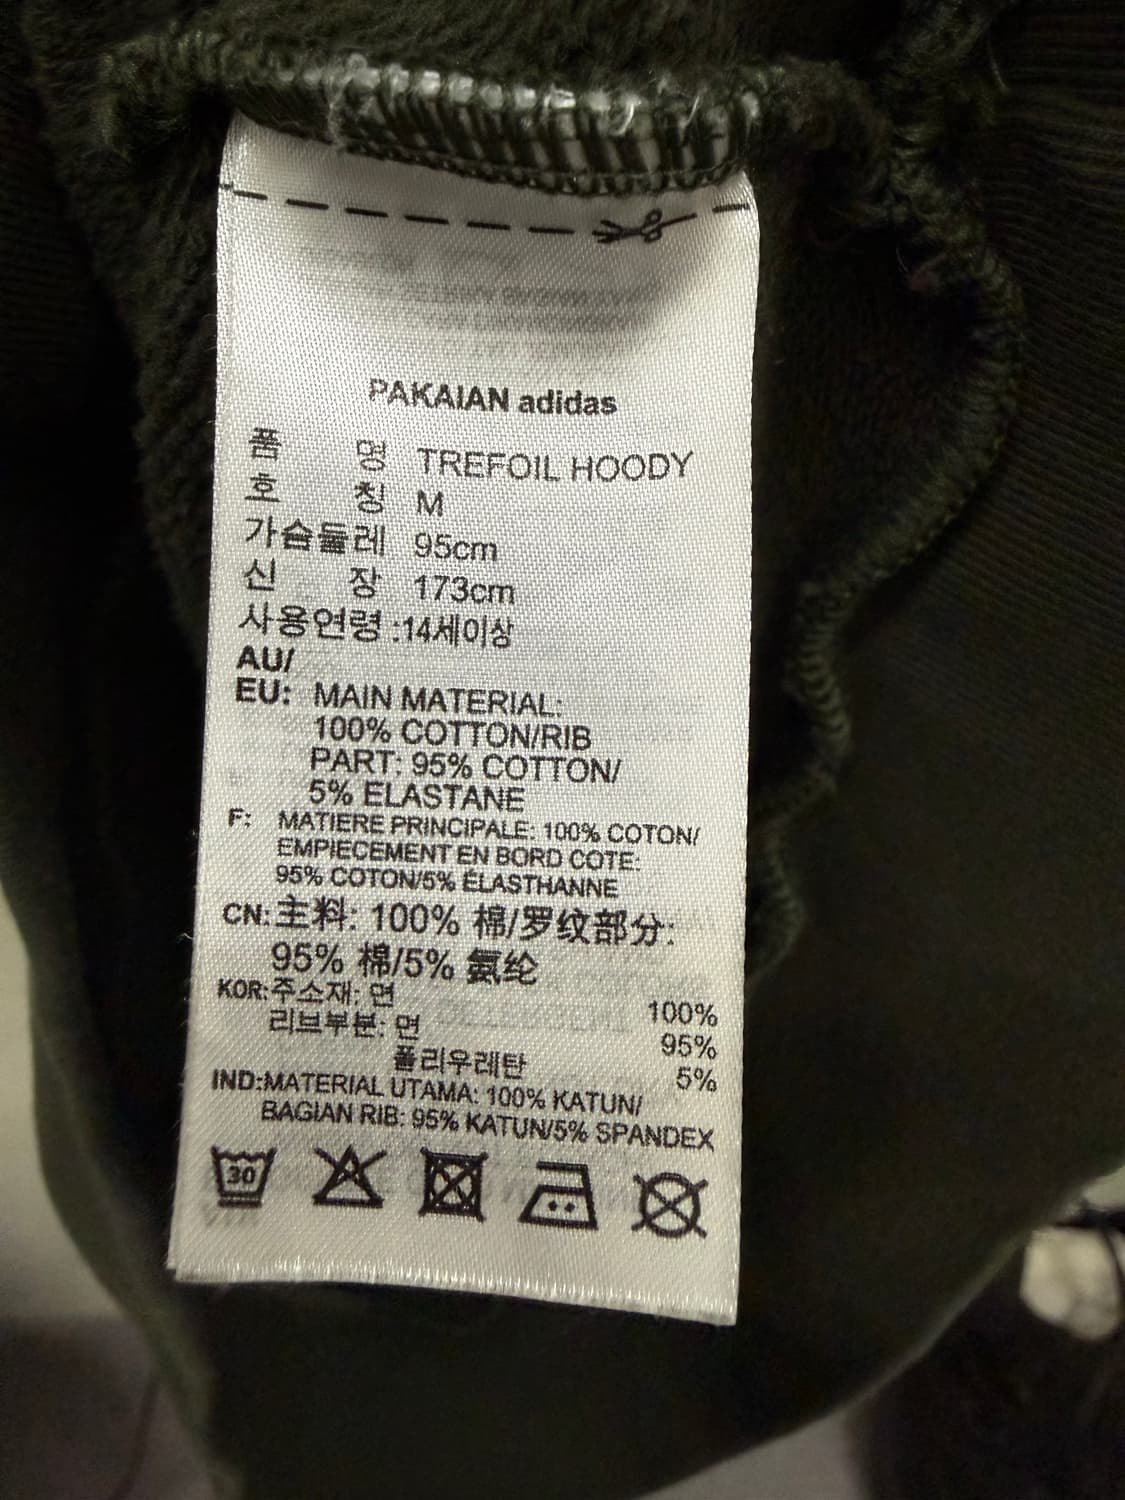 PAKAIAN adidas
품 명 TREFOIL HOODY
호 칭 M
가슴둘레 95cm
신 장 173cm
사용연령 :14세이상
AU/
EU: MAIN MATERIAL:
100% COTTON/RIB
PART: 95% COTTON/
5% ELASTANE
F: MATIERE PRINCIPALE: 100% COTON/
EMPIECEMENT EN BORD COTE:
95% COTON/5% ÉLASTHANNE
CN: 主料: 100% 棉/罗纹部分:
95% 棉/5% 氨纶
KOR: 주소재: 면 100%
리브부분: 면 95%
폴리우레탄 5%
IND:MATERIAL UTAMA: 100% KATUN/
BAGIAN RIB: 95% KATUN/5% SPANDEX
30